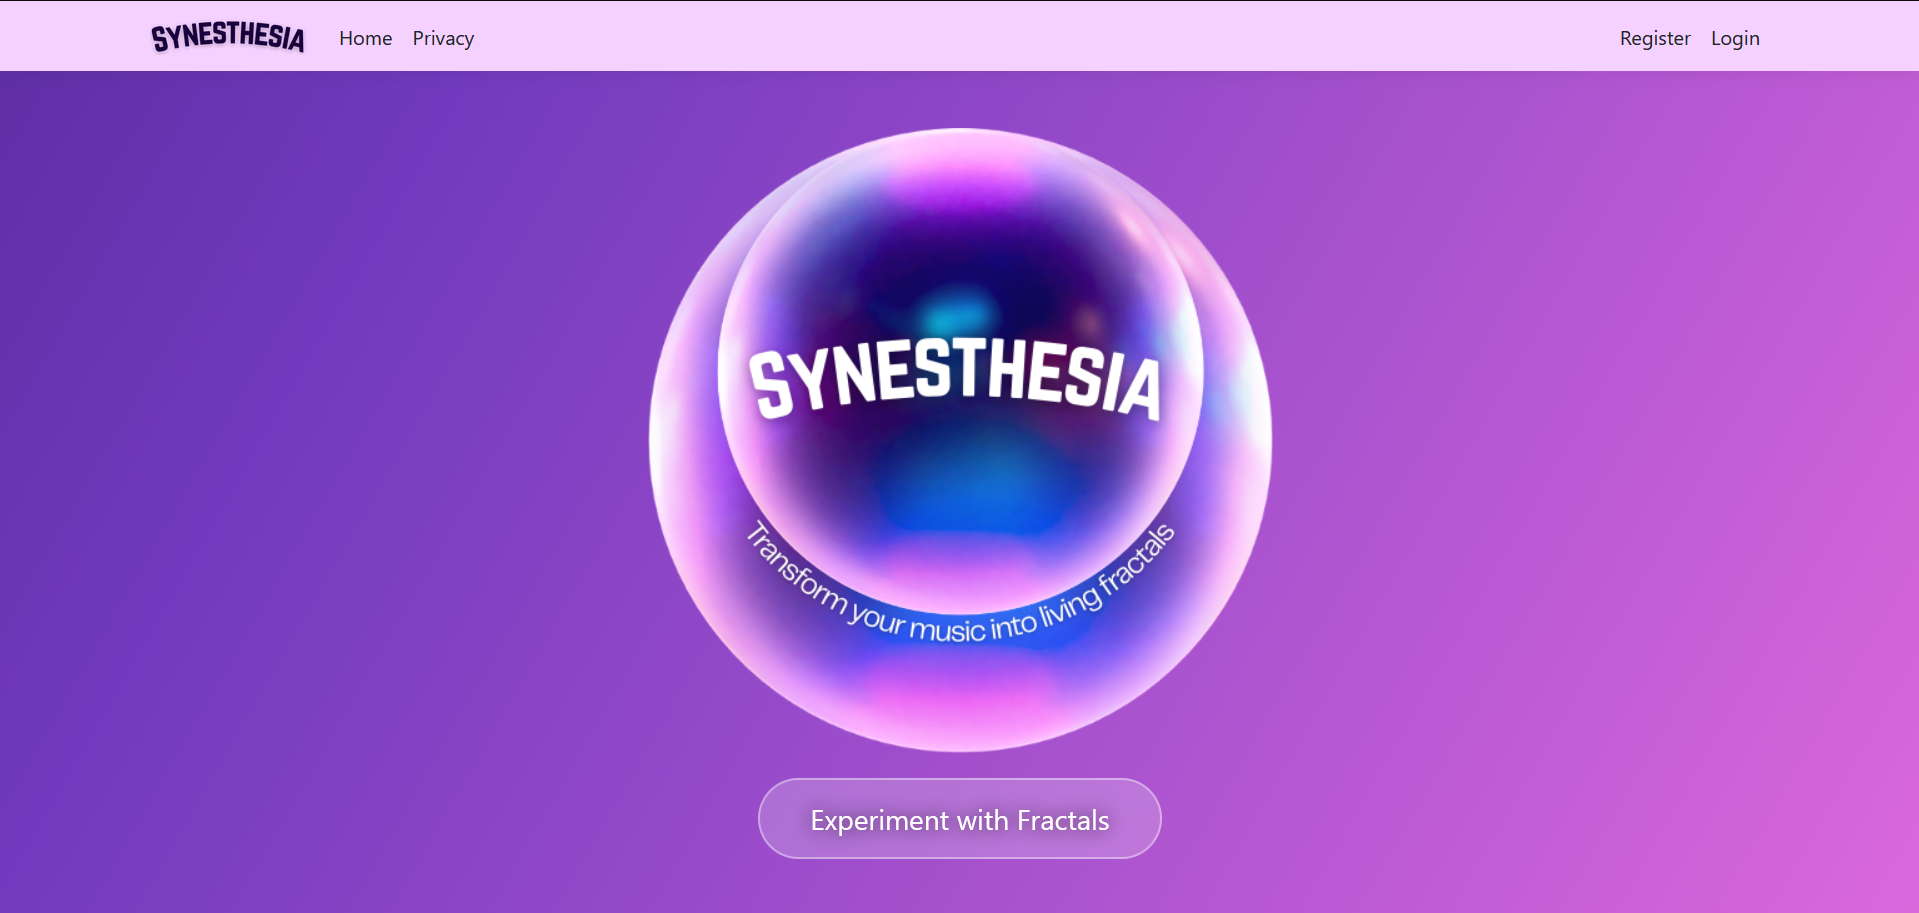 SYNESTHESIA Home Privacy Register Login
SYNESTHESIA
Transform your music into living fractals
Experiment with Fractals